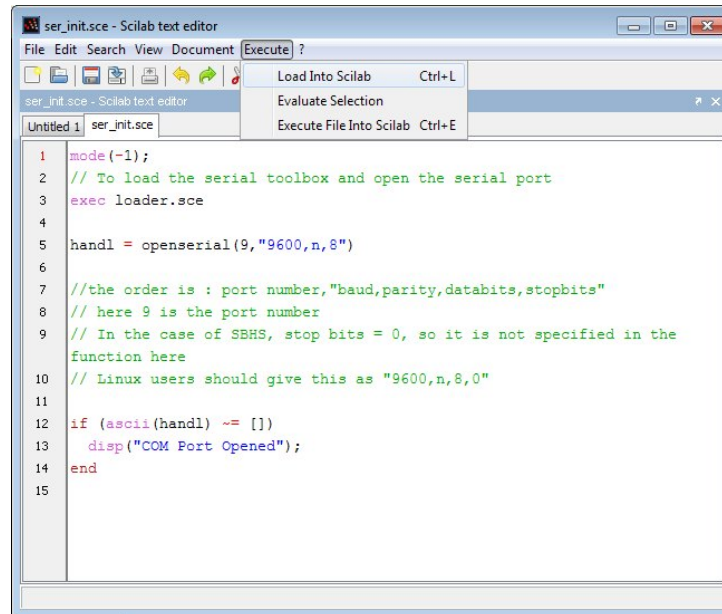 ser_init.sce - Scilab text editor
File Edit Search View Document Execute ?
Load Into Scilab Ctrl+L
Evaluate Selection
Execute File Into Scilab Ctrl+E
ser_init.sce - Scilab text editor
Untitled 1 ser_init.sce
1 mode(-1);
2 // To load the serial toolbox and open the serial port
3 exec loader.sce
4
5 handl = openserial(9,"9600,n,8")
6
7 //the order is : port number,"baud,parity,databits,stopbits"
8 // here 9 is the port number
9 // In the case of SBHS, stop bits = 0, so it is not specified in the
function here
10 // Linux users should give this as "9600,n,8,0"
11
12 if (ascii(handl) ~= [])
13 disp("COM Port Opened");
14 end
15